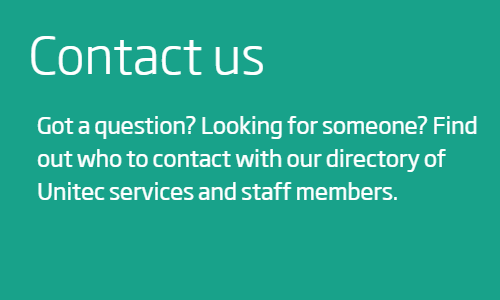 Contact us
Got a question? Looking for someone? Find
out who to contact with our directory of
Unitec services and staff members.